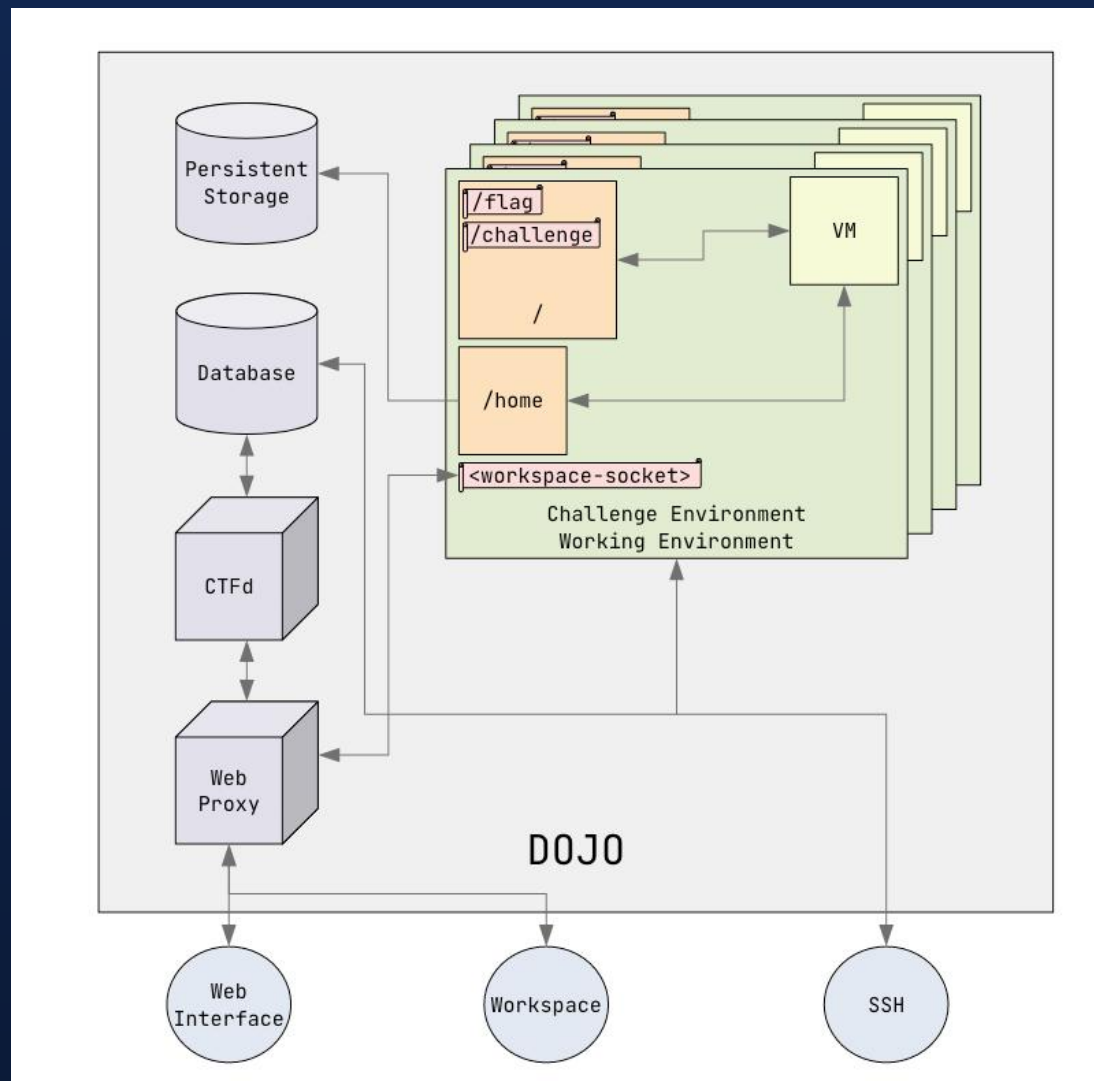 Persistent
Storage
/flag
/challenge
/
VM
Database
/home
<workspace-socket>
Challenge Environment
Working Environment
CTFd
Web
Proxy
DOJO
Web
Interface
Workspace
SSH